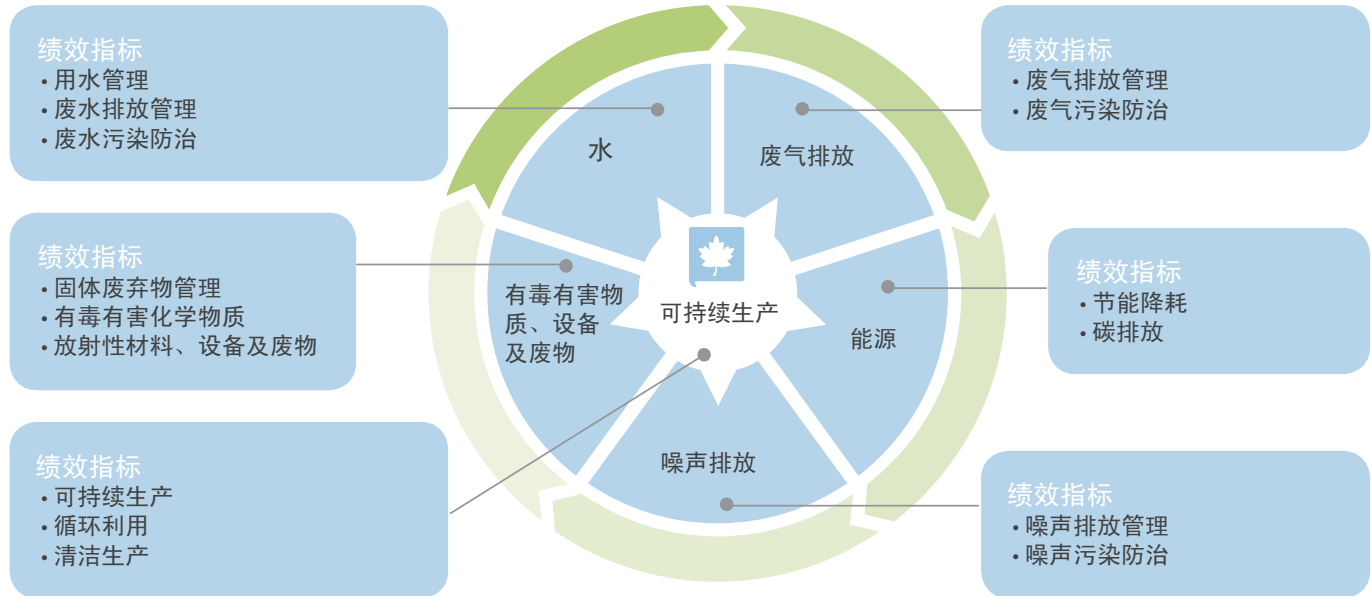 绩效指标
• 用水管理
• 废水排放管理
• 废水污染防治
绩效指标
• 废气排放管理
• 废气污染防治
水
废气排放
绩效指标
• 固体废弃物管理
• 有毒有害化学物质
• 放射性材料、设备及废物
有毒有害物
质、设备
及废物
可持续生产
能源
绩效指标
• 节能降耗
• 碳排放
噪声排放
绩效指标
• 可持续生产
• 循环利用
• 清洁生产
绩效指标
• 噪声排放管理
• 噪声污染防治